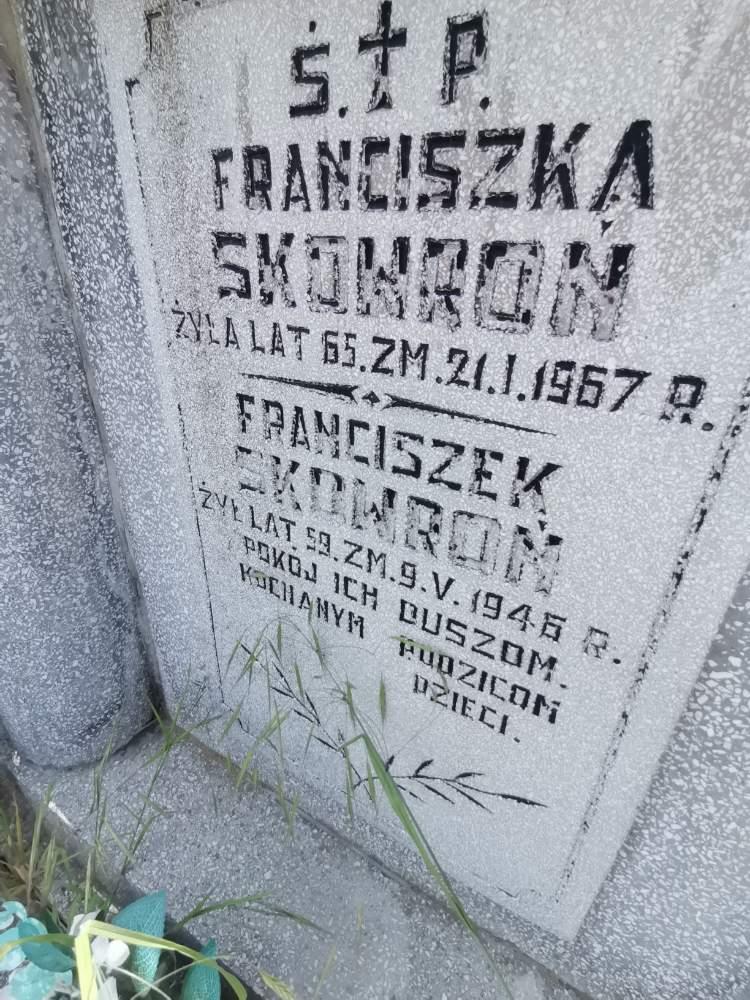 Ś.†P.
FRANCISZKA
SKOWROŃ
ŻYŁA LAT 65.ZM.21.I.1967 R.
FRANCISZEK
SKOWROŃ
ŻYŁ LAT 59.ZM.9.V.1946 R.
POKÓJ ICH DUSZOM.
KOCHANYM RODZICOM
DZIECI.